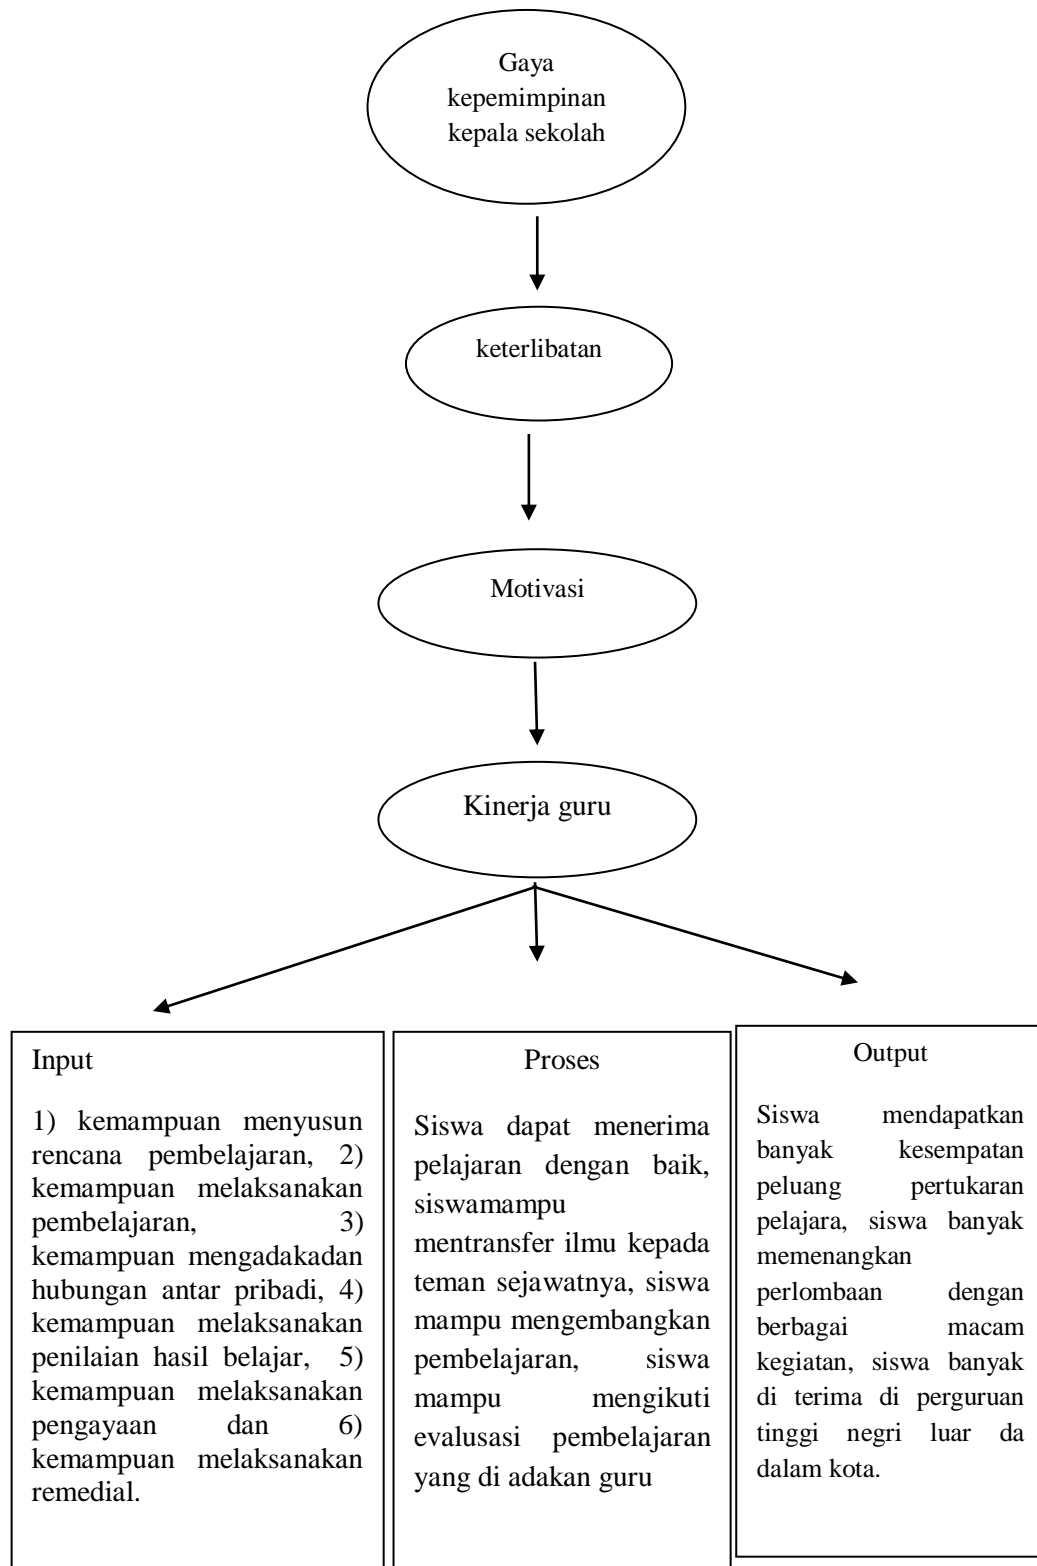 Gaya
kepemimpinan
kepala sekolah
keterlibatan
Motivasi
Kinerja guru
Input
1) kemampuan menyusun
rencana pembelajaran, 2)
kemampuan melaksanakan
pembelajaran, 3)
kemampuan mengadakadan
hubungan antar pribadi, 4)
kemampuan melaksanakan
penilaian hasil belajar, 5)
kemampuan melaksanakan
pengayaan dan 6)
kemampuan melaksanakan
remedial.
Proses
Siswa dapat menerima
pelajaran dengan baik,
siswamampu
mentransfer ilmu kepada
teman sejawatnya, siswa
mampu mengembangkan
pembelajaran, siswa
mampu mengikuti
evalusasi pembelajaran
yang di adakan guru
Output
Siswa mendapatkan
banyak kesempatan
peluang pertukaran
pelajara, siswa banyak
memenangkan
perlombaan dengan
berbagai macam
kegiatan, siswa banyak
di terima di perguruan
tinggi negri luar da
dalam kota.